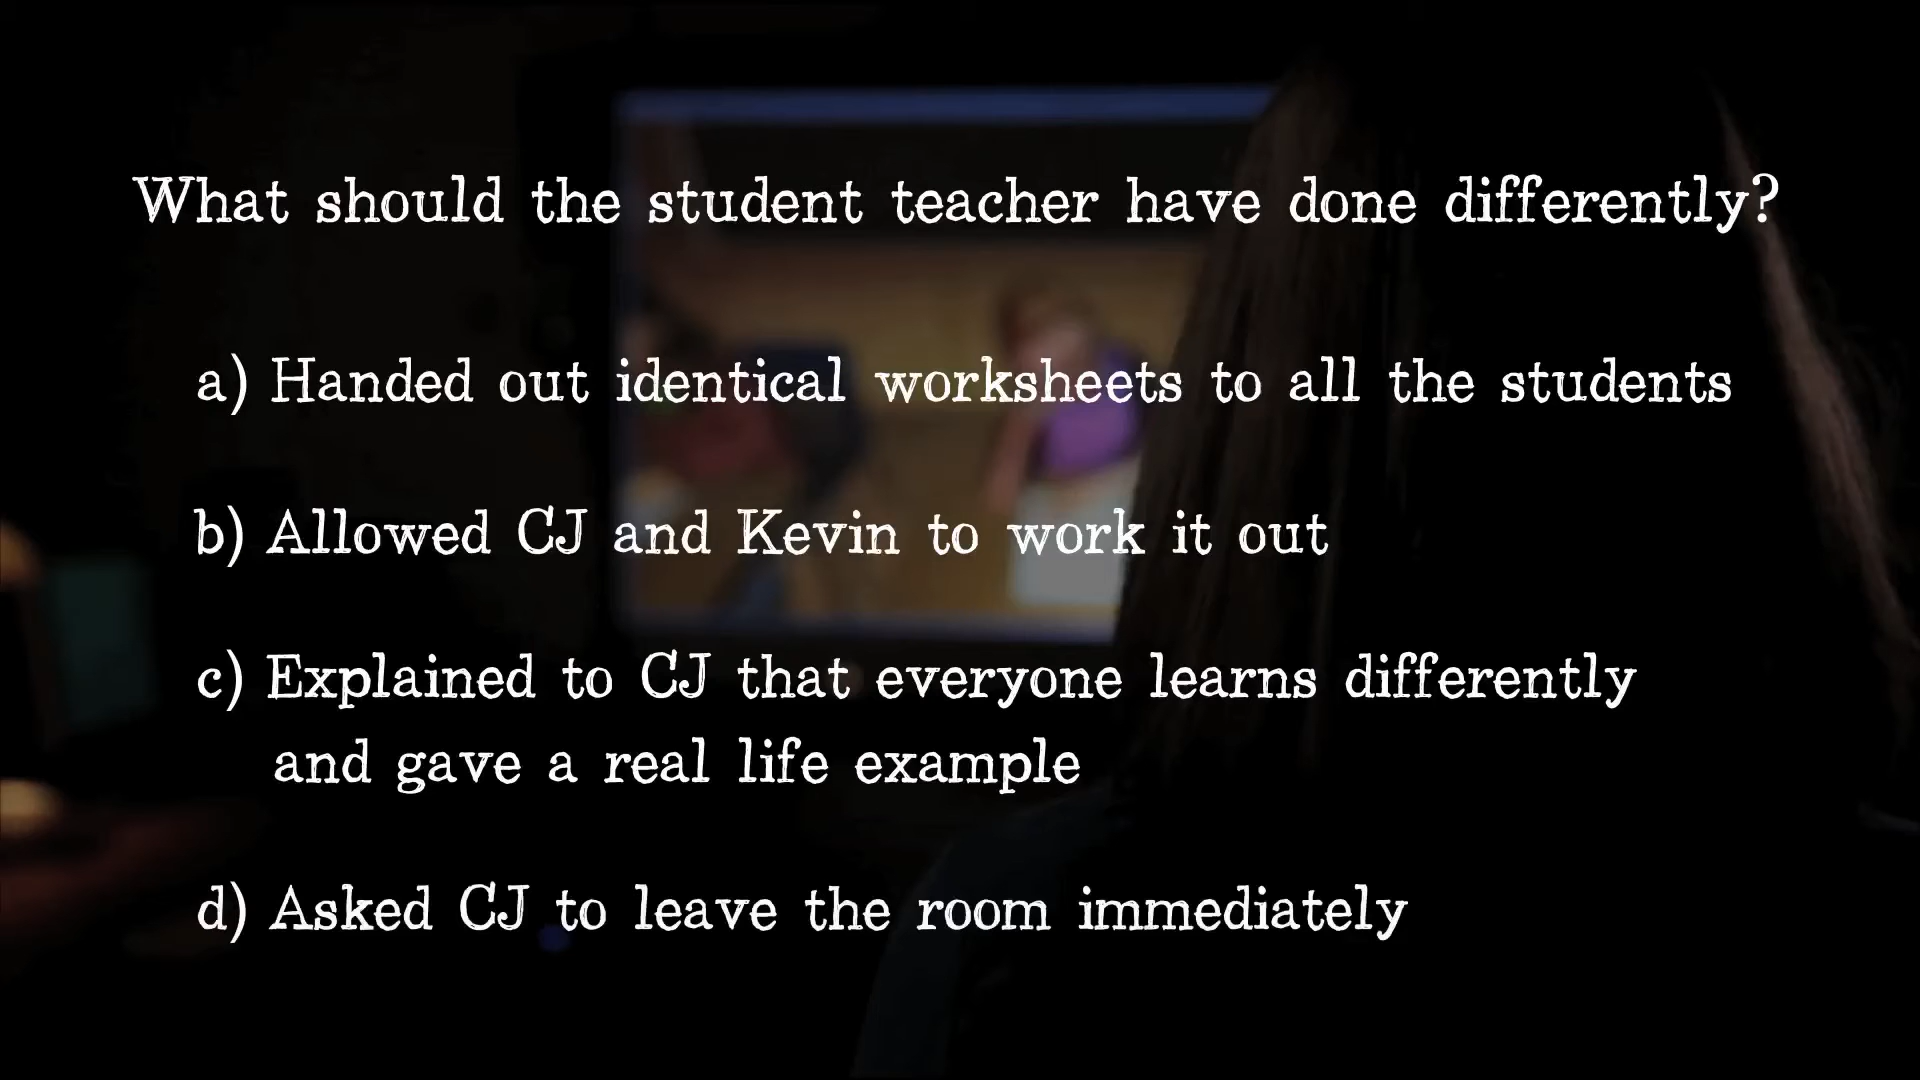 What should the student teacher have done differently?
a) Handed out identical worksheets to all the students
b) Allowed CJ and Kevin to work it out
c) Explained to CJ that everyone learns differently
and gave a real life example
d) Asked CJ to leave the room immediately